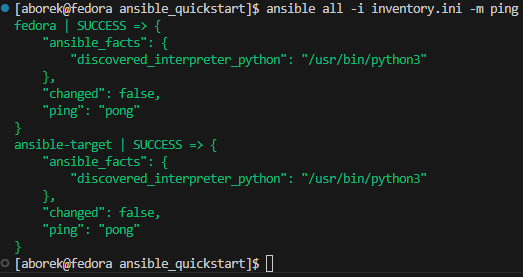 [aborek@fedora ansible_quickstart]$ ansible all -i inventory.ini -m ping
fedora | SUCCESS => {
    "ansible_facts": {
        "discovered_interpreter_python": "/usr/bin/python3"
    },
    "changed": false,
    "ping": "pong"
}
ansible-target | SUCCESS => {
    "ansible_facts": {
        "discovered_interpreter_python": "/usr/bin/python3"
    },
    "changed": false,
    "ping": "pong"
}
[aborek@fedora ansible_quickstart]$